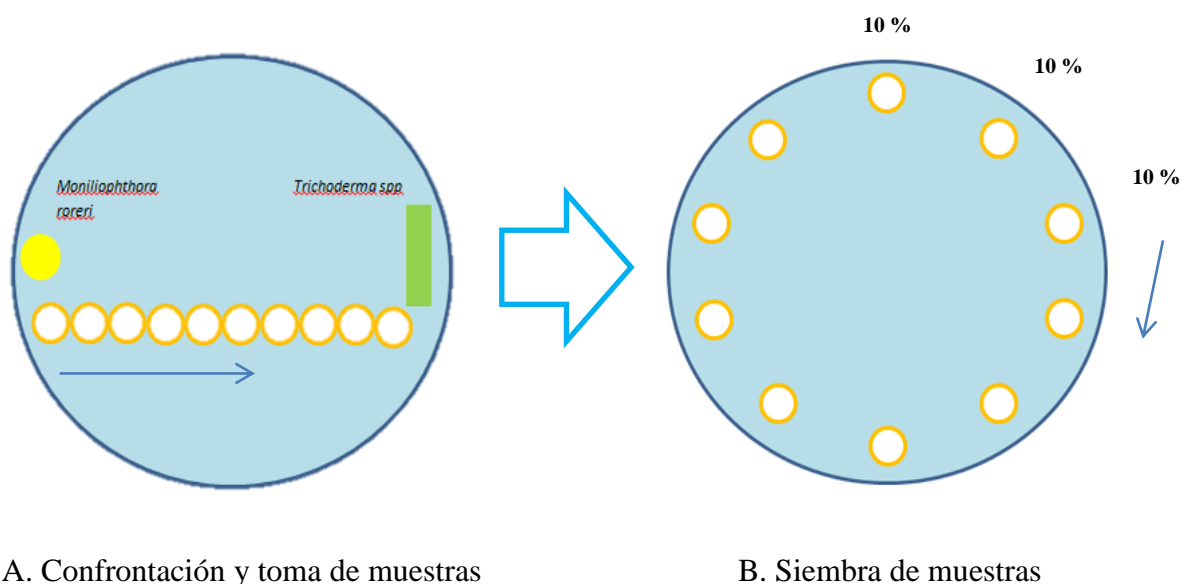 10 %
10 %
10 %
Moniliophthora
roreri
Trichoderma spp
A. Confrontación y toma de muestras
B. Siembra de muestras